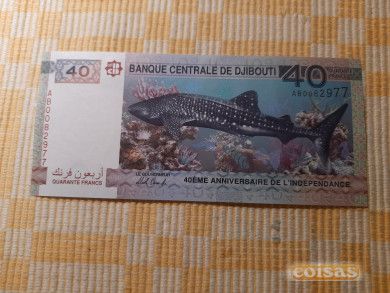 40
BANQUE CENTRALE DE DJIBOUTI
40
QUARANTE FRANCS
AB0082977
AB0082977
أربعون فرنك
QUARANTE FRANCS
LE GOUVERNEUR
40ÈME ANNIVERSAIRE DE L'INDEPENDANCE
coisas